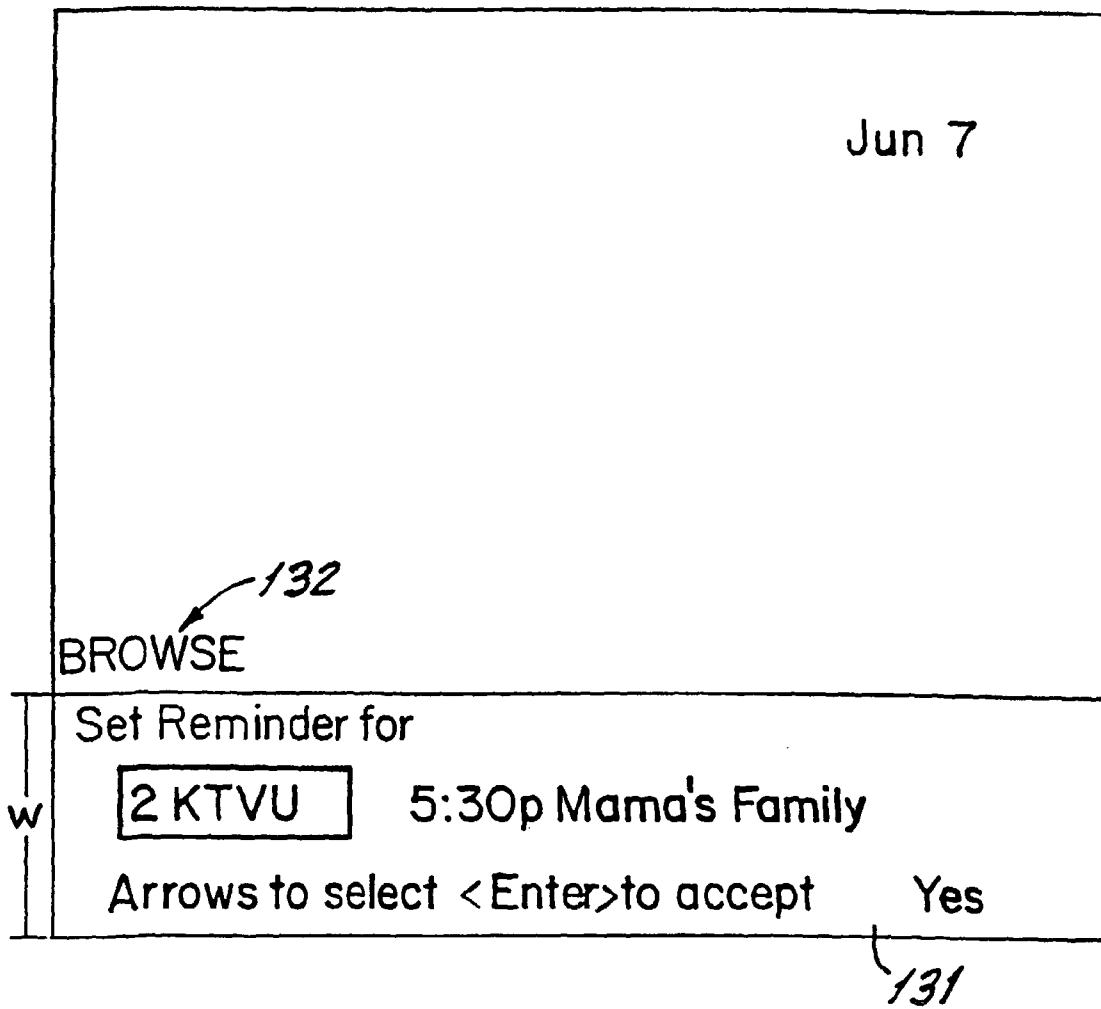 Jun 7
132
BROWSE
Set Reminder for
W
2 KTVU 5:30p Mama's Family
Arrows to select <Enter>to accept Yes
131